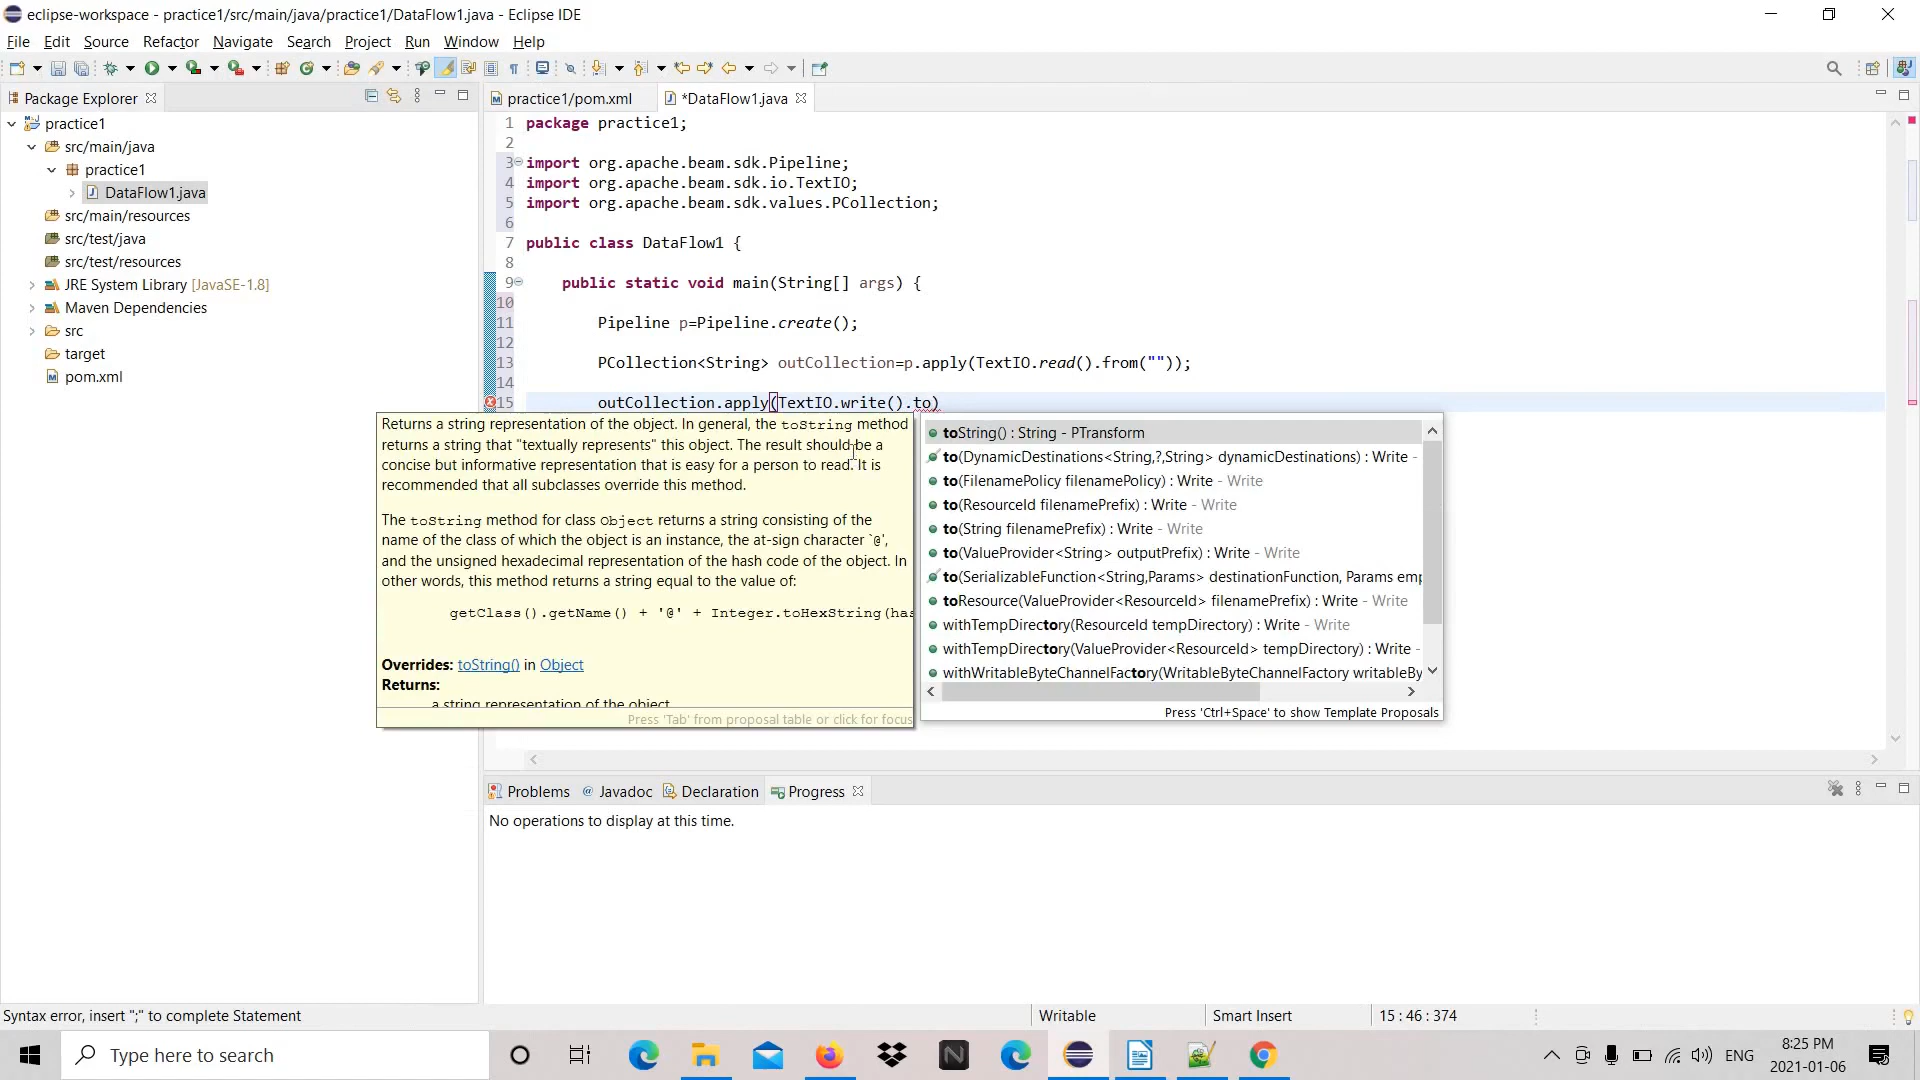 eclipse-workspace - practice1/src/main/java/practice1/DataFlow1.java - Eclipse IDE
File Edit Source Refactor Navigate Search Project Run Window Help
Package Explorer
practice1
src/main/java
practice1
DataFlow1.java
src/main/resources
src/test/java
src/test/resources
JRE System Library [JavaSE-1.8]
Maven Dependencies
src
target
pom.xml
practice1/pom.xml
*DataFlow1.java
1 package practice1;
2
3 import org.apache.beam.sdk.Pipeline;
4 import org.apache.beam.sdk.io.TextIO;
5 import org.apache.beam.sdk.values.PCollection;
6
7 public class DataFlow1 {
8
9 public static void main(String[] args) {
10
11 Pipeline p=Pipeline.create();
12
13 PCollection<String> outCollection=p.apply(TextIO.read().from(""));
14
15 outCollection.apply(TextIO.write().to)
Returns a string representation of the object. In general, the toString method
returns a string that "textually represents" this object. The result should be a
concise but informative representation that is easy for a person to read. It is
recommended that all subclasses override this method.
The toString method for class Object returns a string consisting of the
name of the class of which the object is an instance, the at-sign character `@',
and the unsigned hexadecimal representation of the hash code of the object. In
other words, this method returns a string equal to the value of:
getClass().getName() + '@' + Integer.toHexString(has
Overrides: toString() in Object
Returns:
a string representation of the object
Press 'Tab' from proposal table or click for focus
toString() : String - PTransform
to(DynamicDestinations<String,?,String> dynamicDestinations) : Write -
to(FilenamePolicy filenamePolicy) : Write - Write
to(ResourceId filenamePrefix) : Write - Write
to(String filenamePrefix) : Write - Write
to(ValueProvider<String> outputPrefix) : Write - Write
to(SerializableFunction<String,Params> destinationFunction, Params emp
toResource(ValueProvider<ResourceId> filenamePrefix) : Write - Write
withTempDirectory(ResourceId tempDirectory) : Write - Write
withTempDirectory(ValueProvider<ResourceId> tempDirectory) : Write -
withWritableByteChannelFactory(WritableByteChannelFactory writableBy
Press 'Ctrl+Space' to show Template Proposals
Problems @ Javadoc Declaration Progress
No operations to display at this time.
Syntax error, insert ";" to complete Statement
Writable
Smart Insert
15 : 46 : 374
Type here to search
ENG
8:25 PM
2021-01-06